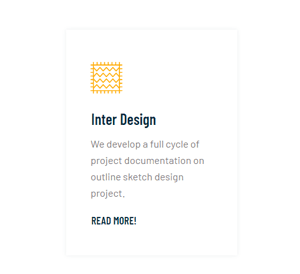 Inter Design
We develop a full cycle of
project documentation on
outline sketch design
project.
READ MORE!